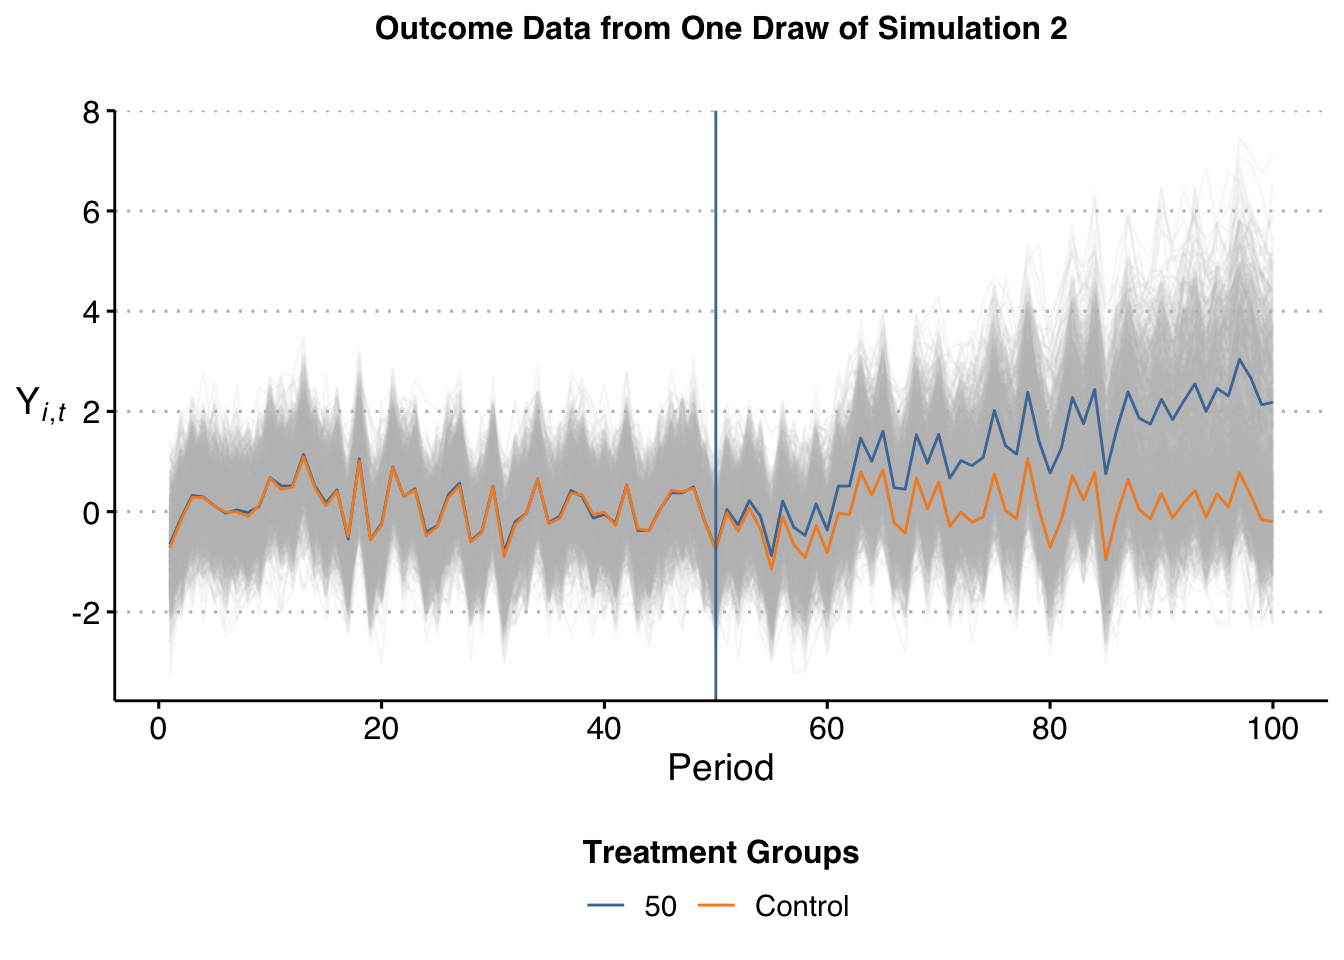 Outcome Data from One Draw of Simulation 2
8
6
4
Y_{i,t} 2
0
-2
0 20 40 60 80 100
Period
Treatment Groups
50 Control